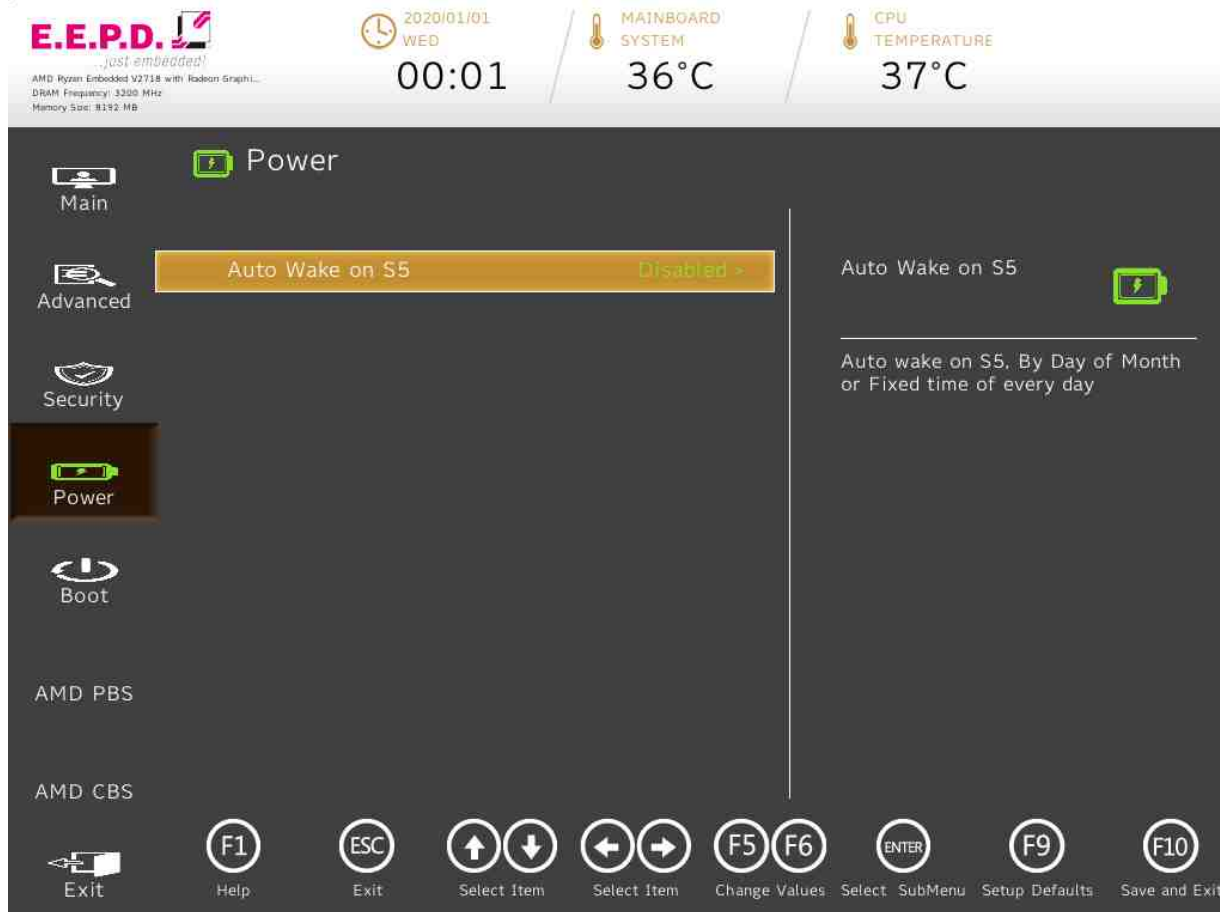 E.E.P.D.
...just embedded!
AMD Ryzen Embedded V2718 with Radeon Graphi...
DRAM Frequency: 3200 MHz
Memory Size: 8192 MB
2020/01/01
WED
00:01
MAINBOARD
SYSTEM
36°C
CPU
TEMPERATURE
37°C
Main
Advanced
Security
Power
Boot
AMD PBS
AMD CBS
Exit
Power
Auto Wake on S5 Disabled >
Auto Wake on S5
Auto wake on S5, By Day of Month
or Fixed time of every day
F1 ESC F5 F6 ENTER F9 F10
Help Exit Select Item Select Item Change Values Select SubMenu Setup Defaults Save and Exit